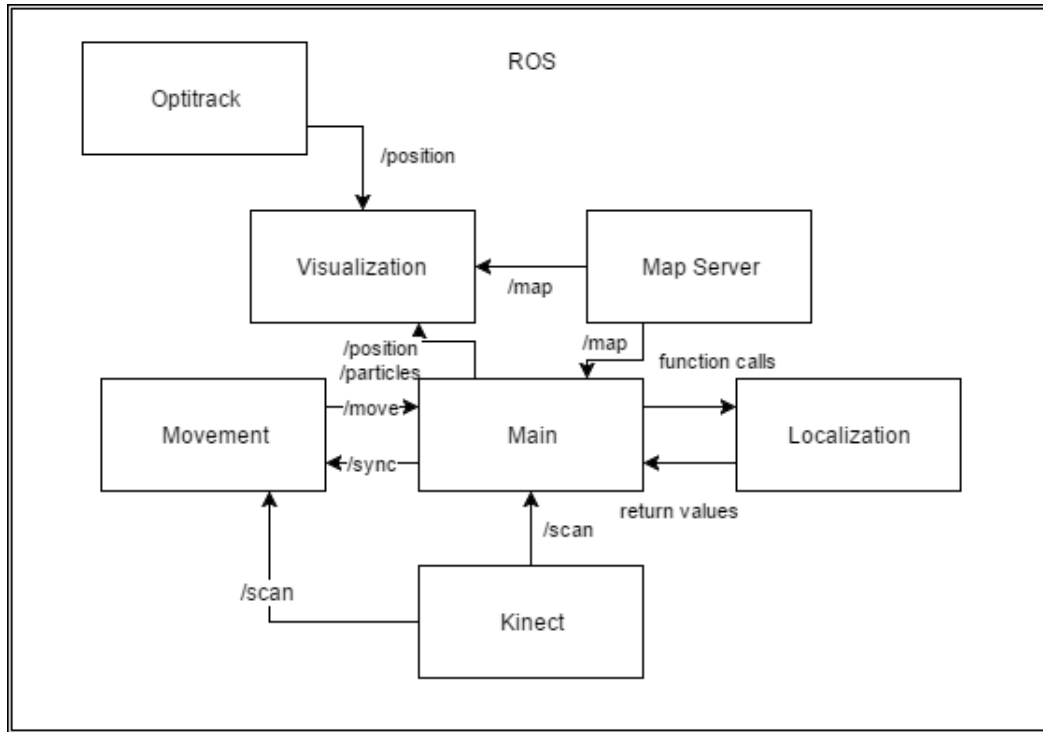 ROS
Optitrack
/position
Visualization
Map Server
/map
/map
/position
/particles
function calls
Movement
/move
/sync
Main
Localization
return values
/scan
/scan
Kinect